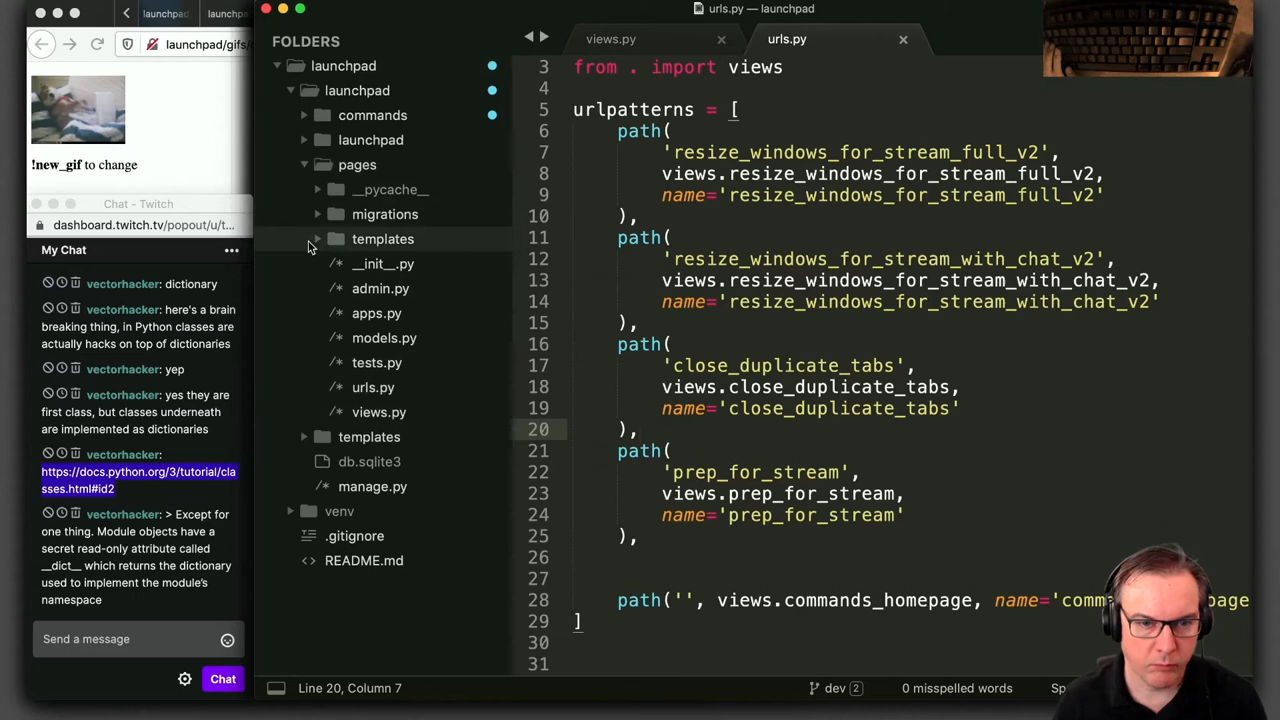 launchpad
launchpad
launchpad/gifs/
!new_gif to change
Chat - Twitch
dashboard.twitch.tv/popout/u/t...
My Chat
vectorhacker: dictionary
vectorhacker: here's a brain
breaking thing, in Python classes are
actually hacks on top of dictionaries
vectorhacker: yep
vectorhacker: yes they are
first class, but classes underneath
are implemented as dictionaries
vectorhacker:
https://docs.python.org/3/tutorial/cla
sses.html#id2
vectorhacker: > Except for
one thing. Module objects have a
secret read-only attribute called
__dict__ which returns the dictionary
used to implement the module's
namespace
Send a message
Chat
urls.py — launchpad
FOLDERS
launchpad
launchpad
commands
launchpad
pages
__pycache__
migrations
templates
/* __init__.py
/* admin.py
/* apps.py
/* models.py
/* tests.py
/* urls.py
/* views.py
templates
db.sqlite3
manage.py
venv
.gitignore
<> README.md
views.py
urls.py
3 from . import views
4
5 urlpatterns = [
6 path(
7 'resize_windows_for_stream_full_v2',
8 views.resize_windows_for_stream_full_v2,
9 name='resize_windows_for_stream_full_v2'
10 ),
11 path(
12 'resize_windows_for_stream_with_chat_v2',
13 views.resize_windows_for_stream_with_chat_v2,
14 name='resize_windows_for_stream_with_chat_v2'
15 ),
16 path(
17 'close_duplicate_tabs',
18 views.close_duplicate_tabs,
19 name='close_duplicate_tabs'
20 ),
21 path(
22 'prep_for_stream',
23 views.prep_for_stream,
24 name='prep_for_stream'
25 ),
26
27
28 path('', views.commands_homepage, name='com page
29 ]
30
31
Line 20, Column 7
dev 2
0 misspelled words